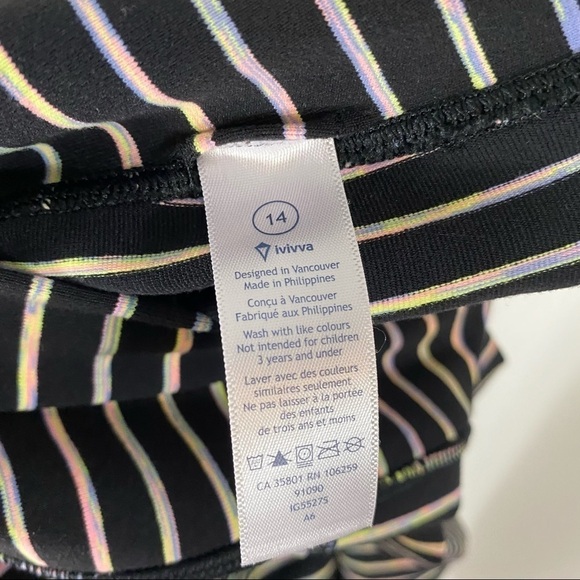 14
ivivva
Designed in Vancouver
Made in Philippines
Conçu à Vancouver
Fabriqué aux Philippines
Wash with like colours
Not intended for children
3 years and under
Laver avec des couleurs
similaires seulement
Ne pas laisser à la portée
des enfants
de trois ans et moins
CA 35801 RN 106259
91090
IG5527S
A6